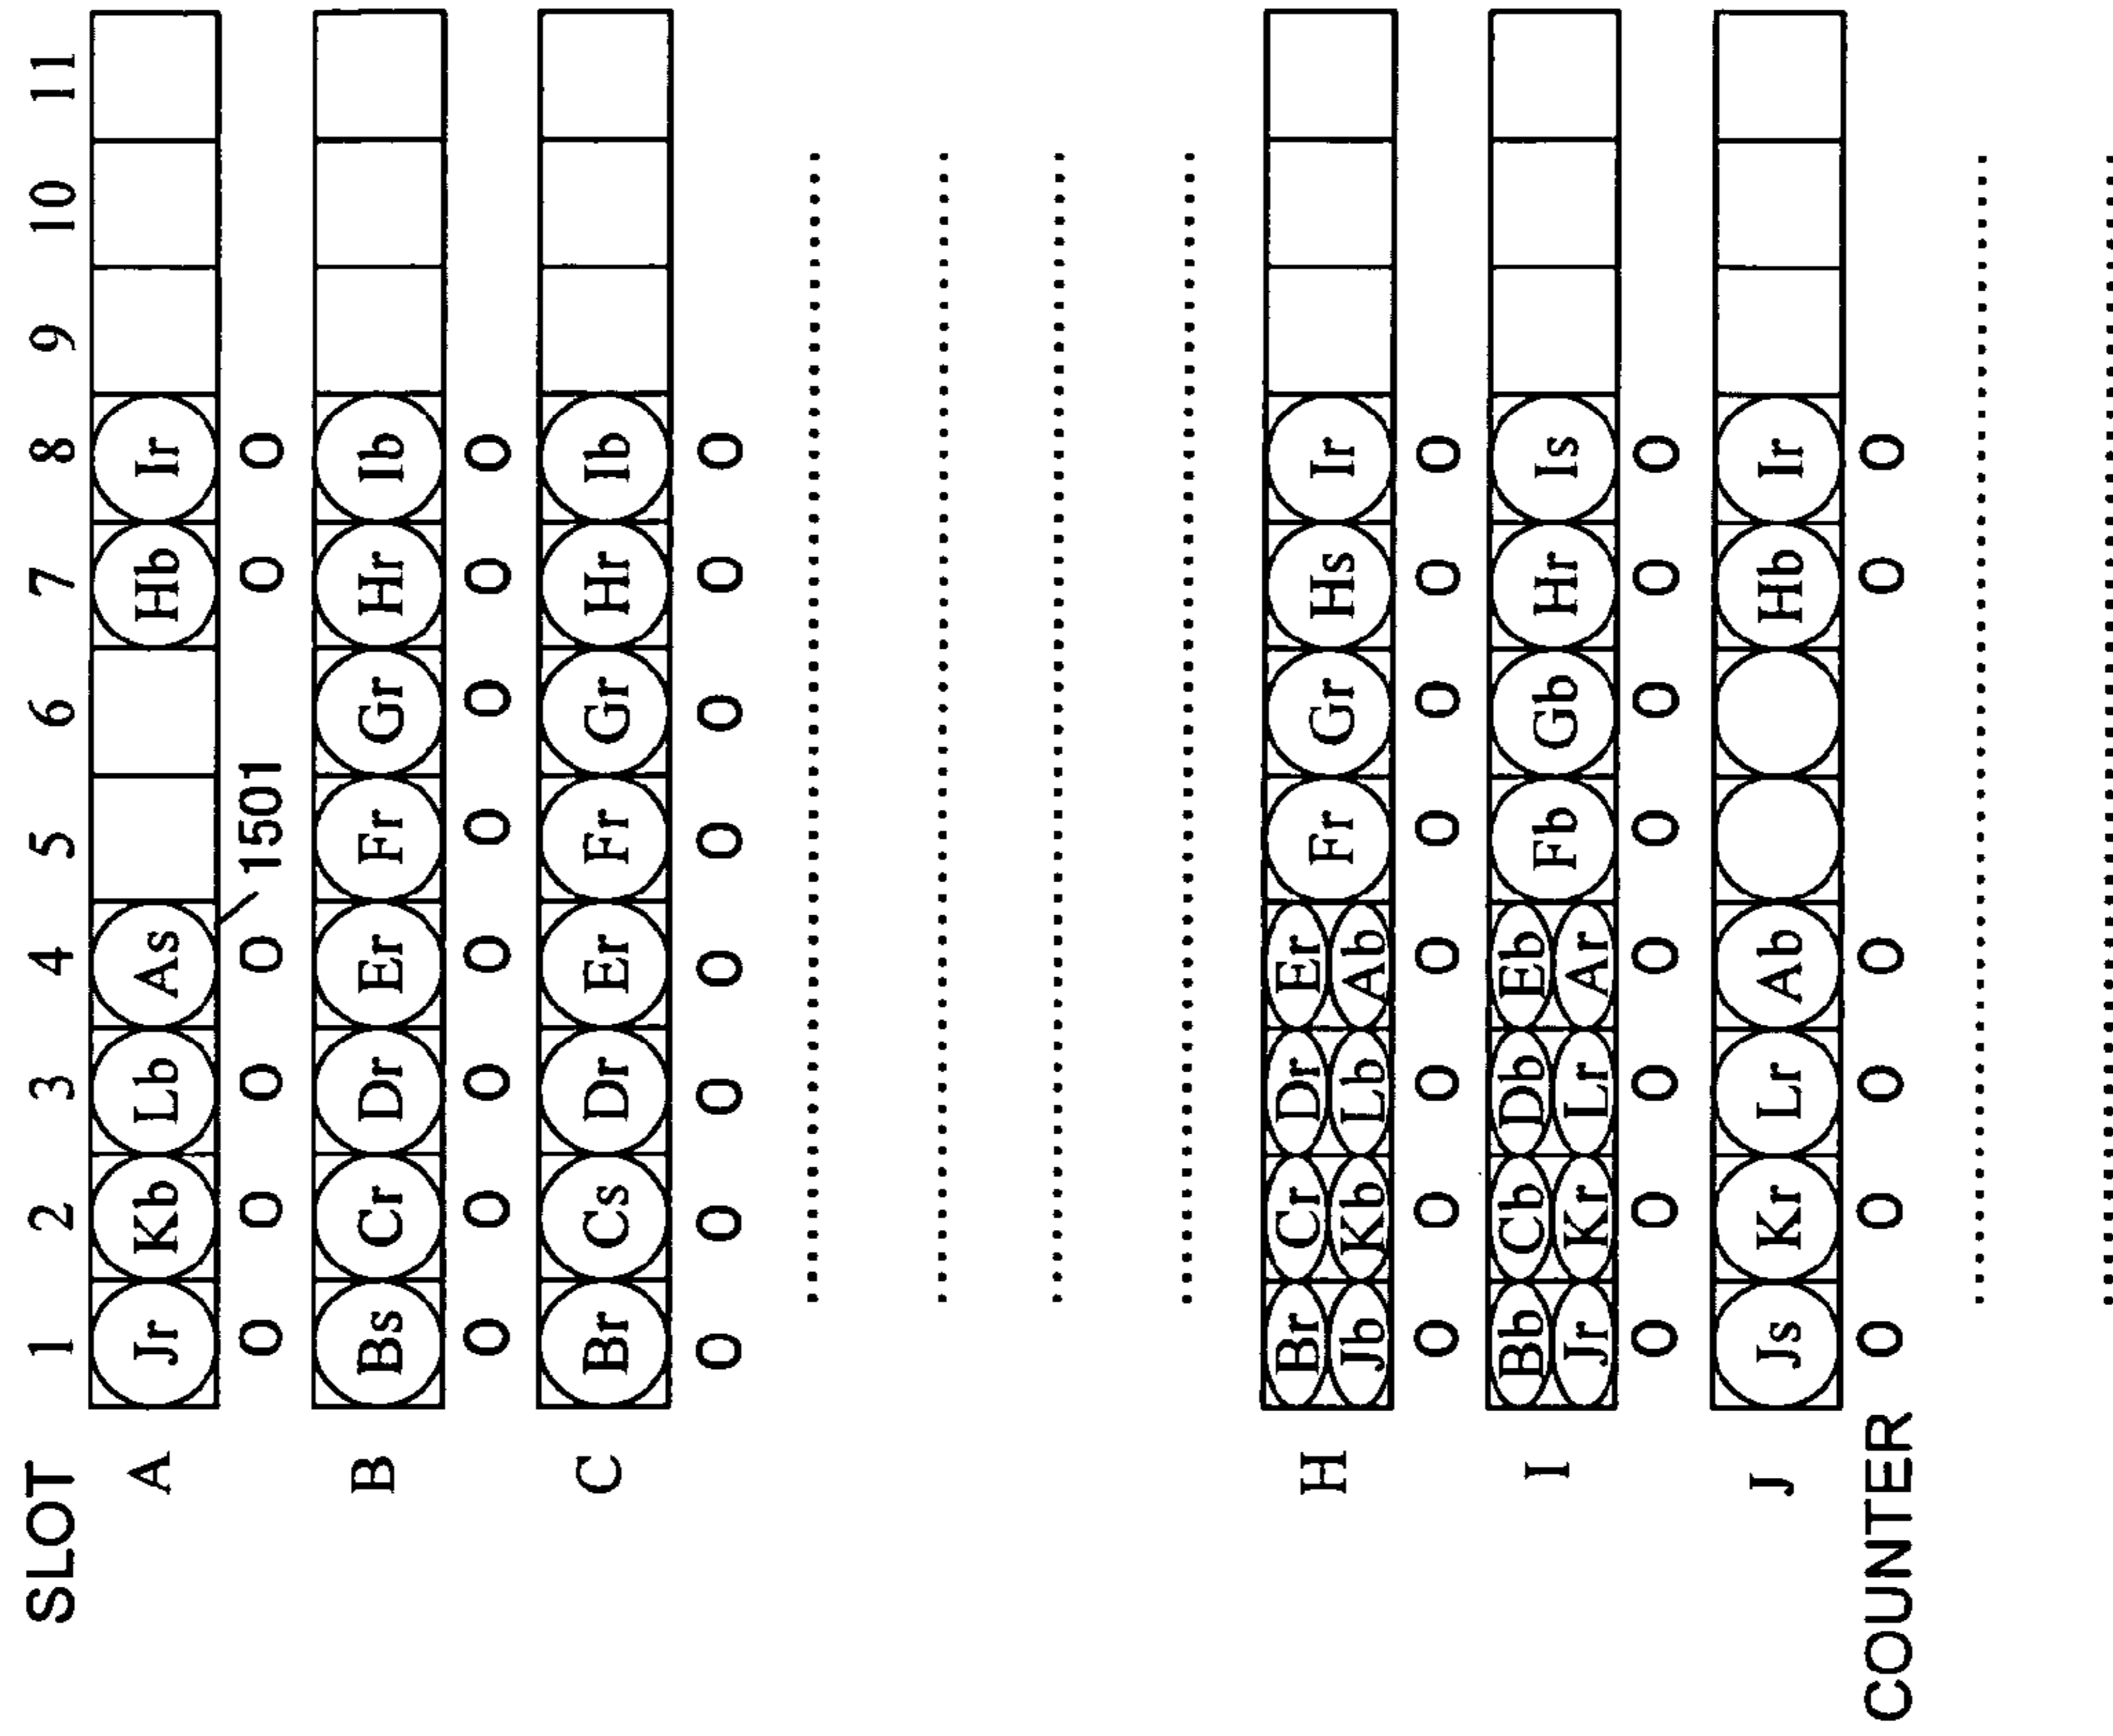 SLOT 1 2 3 4 5 6 7 8 9 10 11
A Jr Kb Lb As Hb Ir
0 0 0 0 0 0
1501
B Bs Cr Dr Er Fr Gr Hr Ib
0 0 0 0 0 0 0 0
C Br Cs Dr Er Fr Gr Hr Ib
0 0 0 0 0 0 0 0
H Br Cr Dr Er Fr Gr Hs Ir
Jb Kb Lb Ab
0 0 0 0 0 0 0 0
I Bb Cb Db Eb Fb Gb Hr Is
Jr Kr Lr Ar
0 0 0 0 0 0 0 0
J Js Kr Lr Ab Hb Ir
COUNTER 0 0 0 0 0 0